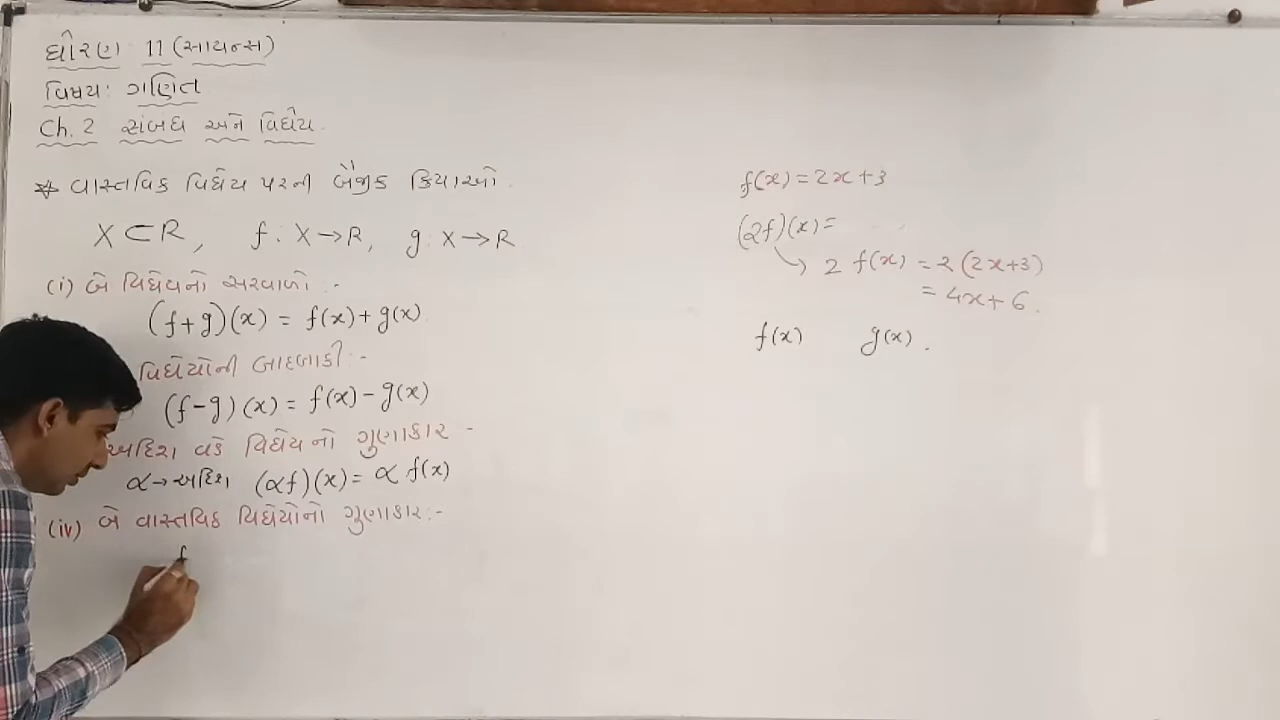 ધોરણ 11 (સાયન્સ)
વિષય: ગણિત
Ch. 2 સંબંધ અને વિધેય.
* વાસ્તવિક વિધેય પરની બૈજીક ક્રિયાઓ.
X ⊂ R, f: X → R, g: X → R
(i) બે વિધેયનો સરવાળો :-
(f+g)(x) = f(x) + g(x)
વિધેયોની બાદબાકી :-
(f-g)(x) = f(x) - g(x)
અદિશ વડે વિધેયનો ગુણાકાર -
α → અદિશ (αf)(x) = α f(x)
(iv) બે વાસ્તવિક વિધેયોનો ગુણાકાર :-
f
f(x) = 2x+3
(2f)(x) =
↳ 2 f(x) = 2(2x+3)
= 4x+6.
f(x) g(x).